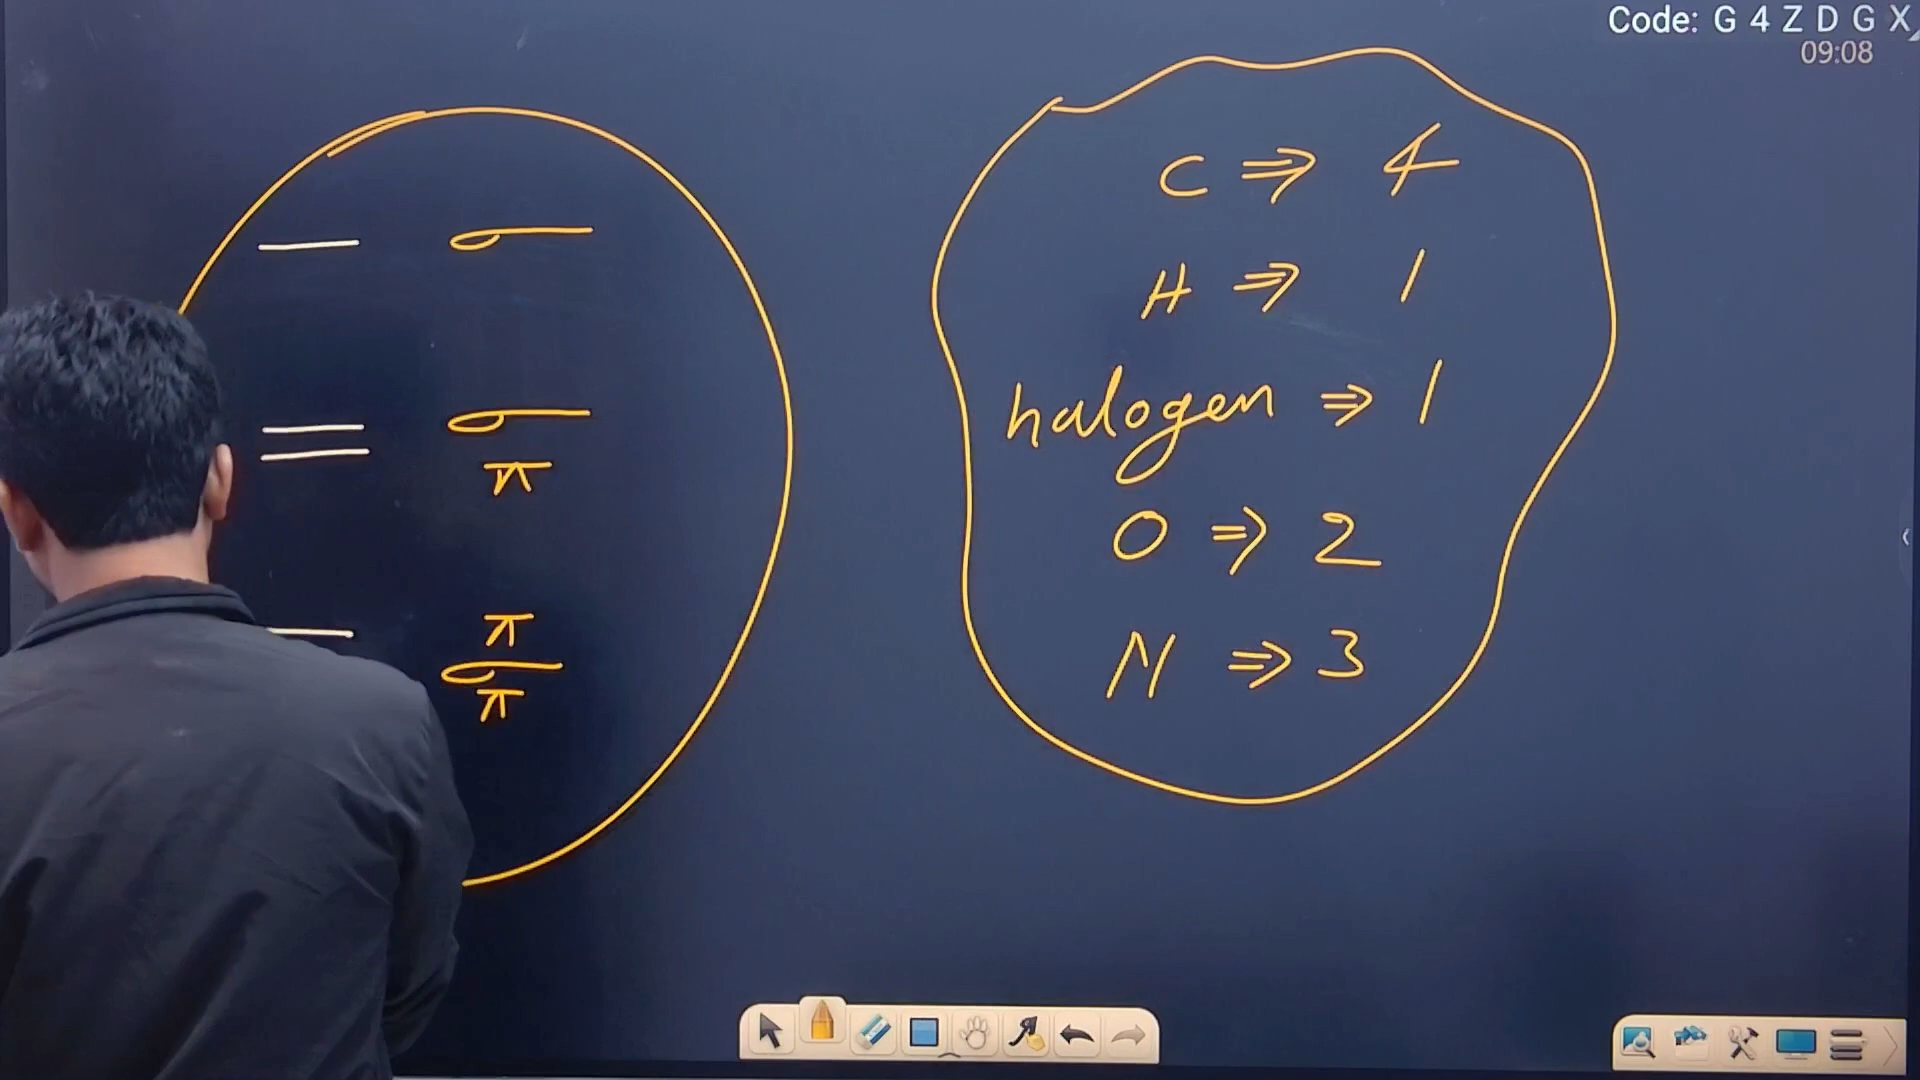 Code: G 4 Z D G X
09:08
— σ
= σ
π
π
σ
π
C ⇒ 4
H ⇒ 1
halogen ⇒ 1
O ⇒ 2
N ⇒ 3